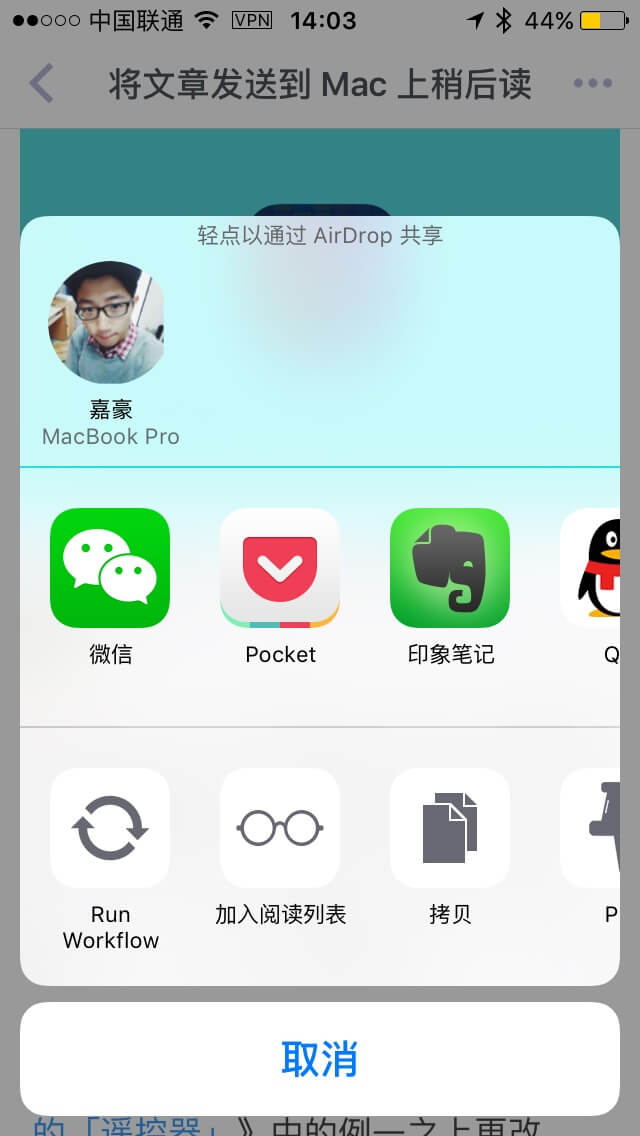 中国联通 VPN 14:03 44%
将文章发送到 Mac 上稍后读
轻点以通过 AirDrop 共享
嘉豪
MacBook Pro
微信 Pocket 印象笔记 Q
Run Workflow 加入阅读列表 拷贝 P
取消
的「遥控器」》中的例一之上更改